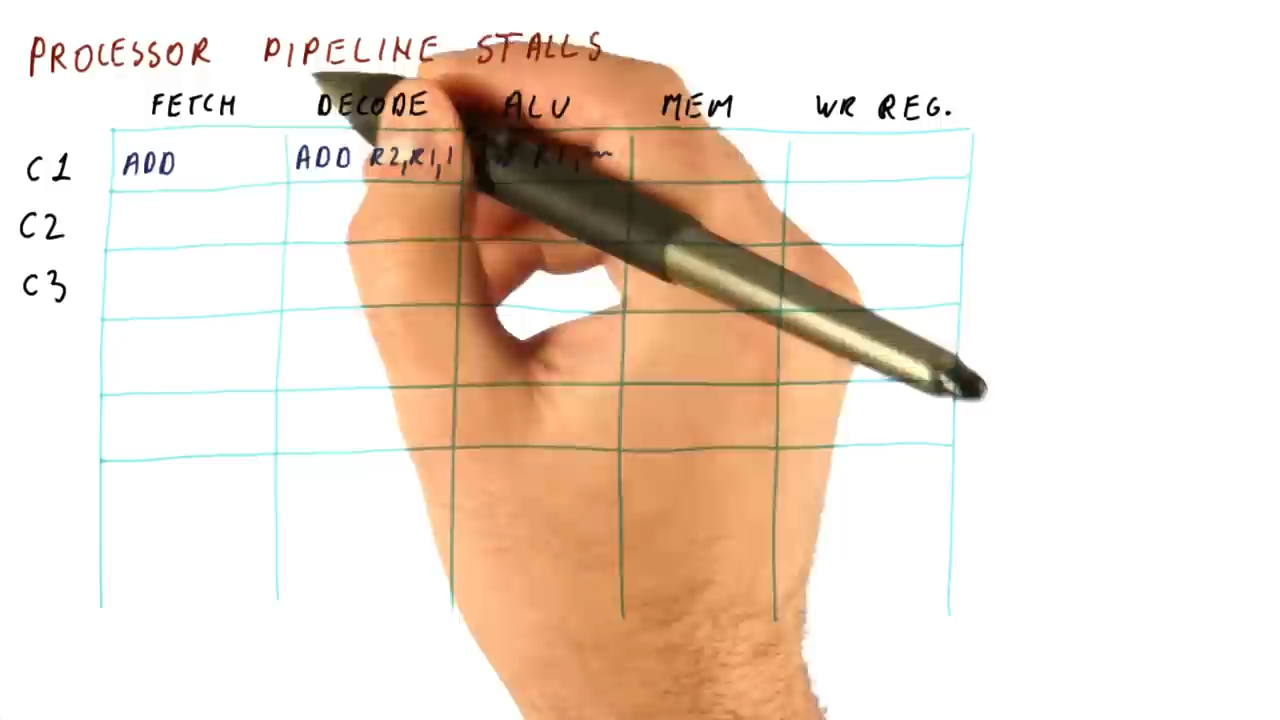 PROCESSOR PIPELINE STALLS
FETCH DECODE ALU MEM WR REG.
C1 ADD ADD R2,R1,1
C2
C3